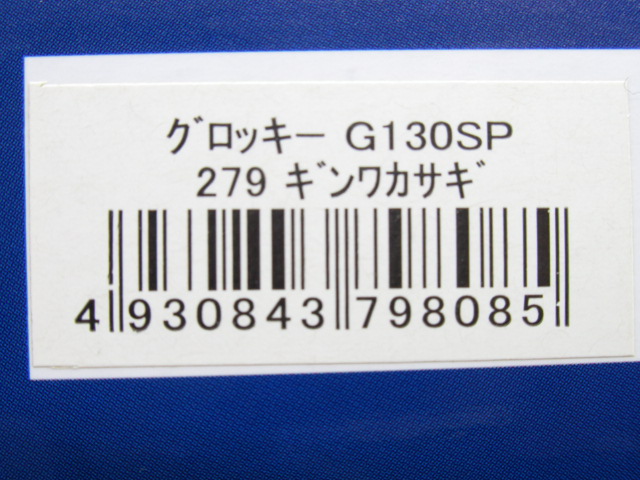 ｸﾞﾛｯｷｰ G130SP
279 ｷﾞﾝﾜｶｻｷﾞ
4 930843 798085